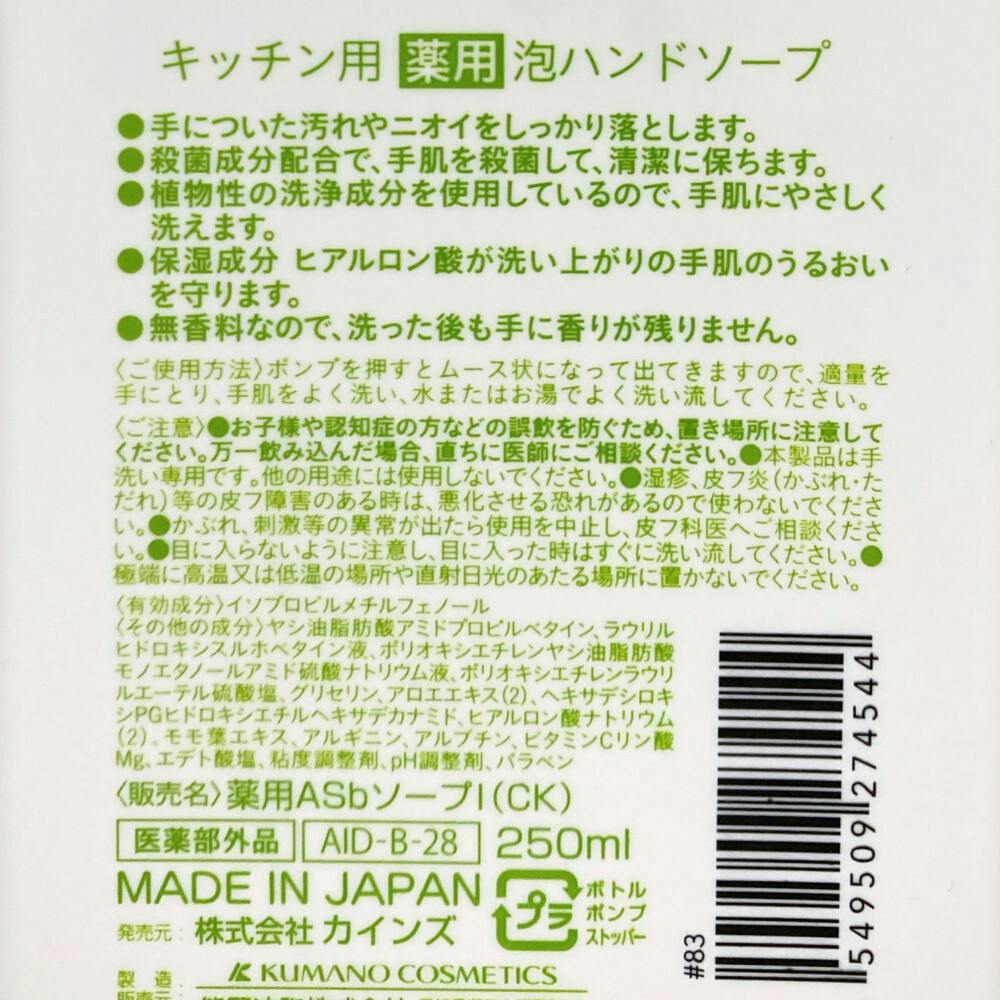 キッチン用 薬用 泡ハンドソープ
●手についた汚れやニオイをしっかり落とします。
●殺菌成分配合で、手肌を殺菌して、清潔に保ちます。
●植物性の洗浄成分を使用しているので、手肌にやさしく
洗えます。
●保湿成分 ヒアルロン酸が洗い上がりの手肌のうるおい
を守ります。
●無香料なので、洗った後も手に香りが残りません。
〈ご使用方法〉ポンプを押すとムース状になって出てきますので、適量を
手にとり、手肌をよく洗い、水またはお湯でよく洗い流してください。
〈ご注意〉●お子様や認知症の方などの誤飲を防ぐため、置き場所に注意して
ください。万一飲み込んだ場合、直ちに医師にご相談ください。●本製品は手
洗い専用です。他の用途には使用しないでください。●湿疹、皮フ炎(かぶれ・た
だれ)等の皮フ障害のある時は、悪化させる恐れがあるので使わないでくださ
い。●かぶれ、刺激等の異常が出たら使用を中止し、皮フ科医へご相談くださ
い。●目に入らないように注意し、目に入った時はすぐに洗い流してください。●
極端に高温又は低温の場所や直射日光のあたる場所に置かないでください。
〈有効成分〉イソプロピルメチルフェノール
〈その他の成分〉ヤシ油脂肪酸アミドプロピルベタイン、ラウリル
ヒドロキシスルホベタイン液、ポリオキシエチレンヤシ油脂肪酸
モノエタノールアミド硫酸ナトリウム液、ポリオキシエチレンラウリ
ルエーテル硫酸塩、グリセリン、アロエエキス(2)、ヘキサデシロキ
シPGヒドロキシエチルヘキサデカナミド、ヒアルロン酸ナトリウム
(2)、モモ葉エキス、アルギニン、アルブチン、ビタミンCリン酸
Mg、エデト酸塩、粘度調整剤、pH調整剤、パラベン
〈販売名〉薬用ASbソープI(CK)
医薬部外品 AID-B-28 250ml
MADE IN JAPAN
プラ
ボトル
ポンプ
ストッパー
発売元: 株式会社 カインズ
製造
KUMANO COSMETICS
#83
5 49509 274544